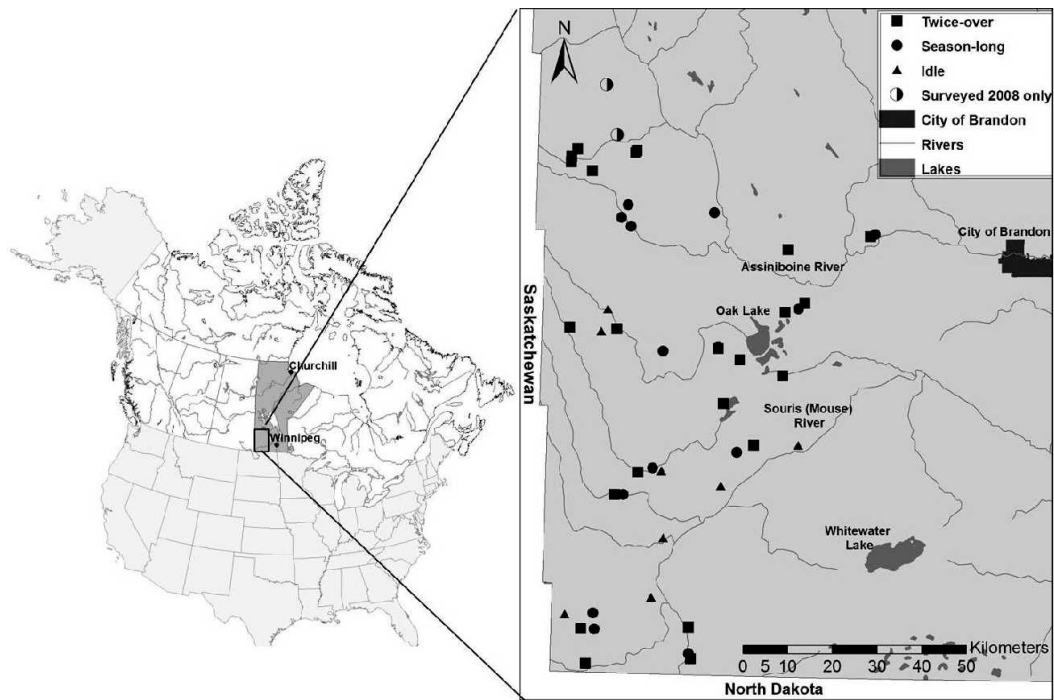 Churchill
Winnipeg
N
Twice-over
Season-long
Idle
Surveyed 2008 only
City of Brandon
Rivers
Lakes
City of Brandon
Assiniboine River
Saskatchewan
Oak Lake
Souris (Mouse)
River
Whitewater
Lake
Kilometers
0 5 10 20 30 40 50
North Dakota